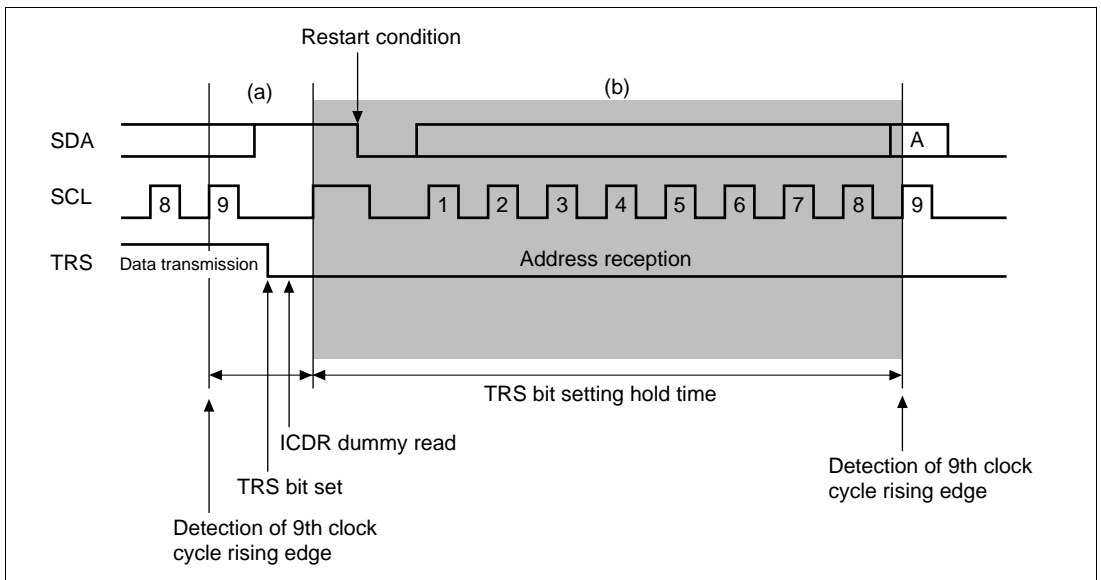 Restart condition
(a)
(b)
SDA
A
SCL
8
9
1
2
3
4
5
6
7
8
9
TRS
Data transmission
Address reception
TRS bit setting hold time
ICDR dummy read
TRS bit set
Detection of 9th clock
cycle rising edge
Detection of 9th clock
cycle rising edge